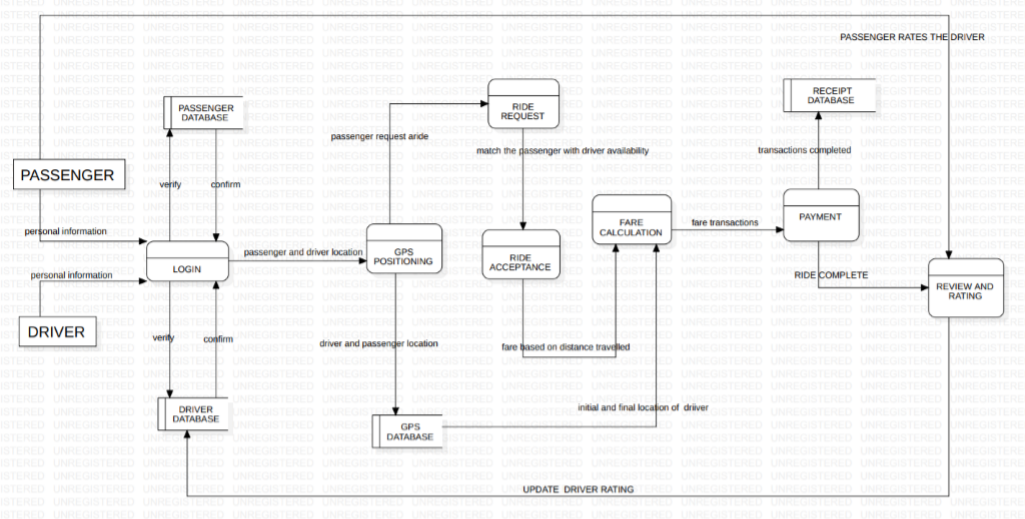 PASSENGER RATES THE DRIVER
PASSENGER
DATABASE
RIDE
REQUEST
RECEIPT
DATABASE
passenger request aride
match the passenger with driver availability
transactions completed
PASSENGER
verify
confirm
personal information
LOGIN
passenger and driver location
GPS
POSITIONING
RIDE
ACCEPTANCE
FARE
CALCULATION
fare transactions
PAYMENT
RIDE COMPLETE
REVIEW AND
RATING
personal information
DRIVER
verify
confirm
driver and passenger location
fare based on distance travelled
DRIVER
DATABASE
GPS
DATABASE
initial and final location of driiver
UPDATE DRIVER RATING
UNREGISTERED